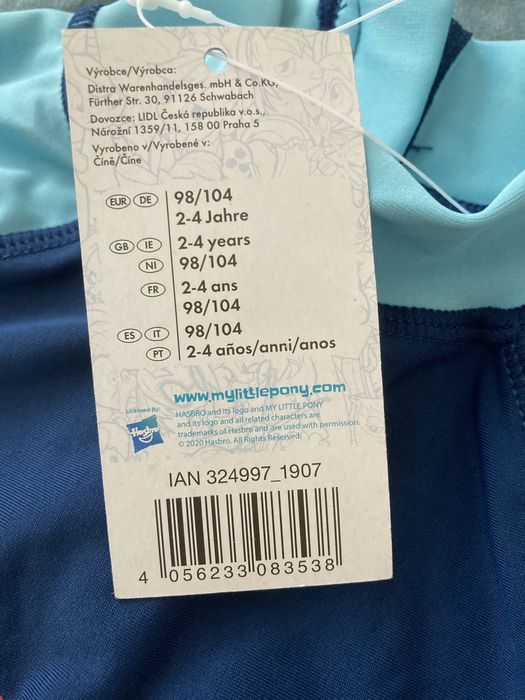 Výrobce/Výrobca:
Distra Warenhandelsges. mbH & Co.KG,
Fürther Str. 30, 91126 Schwabach
Dovozce: LIDL Česká republika v.o.s.,
Nárožní 1359/11, 158 00 Praha 5
Vyrobeno v/Vyrobené v:
Číně/Číne
EUR DE 98/104
2-4 Jahre
GB IE 2-4 years
NI 98/104
FR 2-4 ans
98/104
ES IT 98/104
PT 2-4 años/anni/anos
www.mylittlepony.com
Licensed By:
Hasbro
HASBRO and its logo and MY LITTLE PONY
and its logo and all related characters are
trademarks of Hasbro and are used with permission.
© 2020 Hasbro. All Rights Reserved.
IAN 324997_1907
4 056233 083538